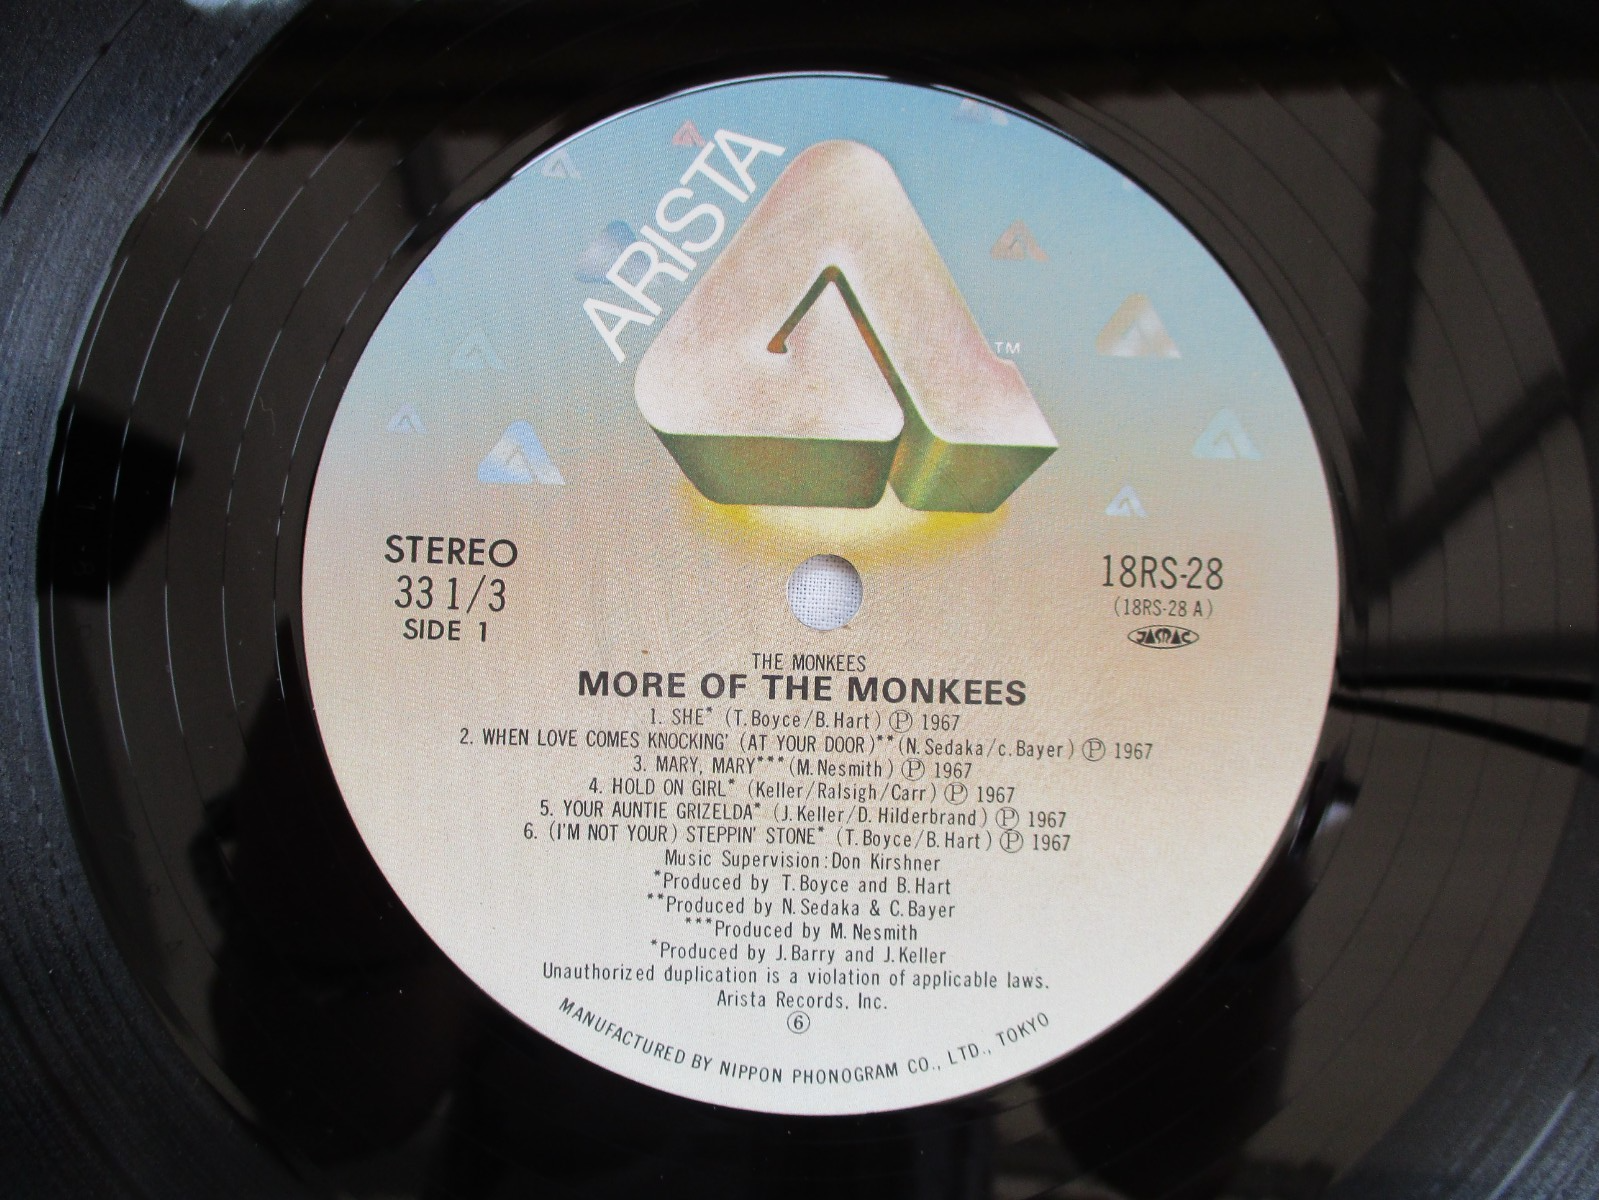 ARISTA
TM
STEREO
33 1/3
SIDE 1
18RS-28
(18RS-28 A)
JASRAC
THE MONKEES
MORE OF THE MONKEES
1. SHE* (T. Boyce/B. Hart) Ⓟ 1967
2. WHEN LOVE COMES KNOCKING' (AT YOUR DOOR)** (N. Sedaka/c. Bayer) Ⓟ 1967
3. MARY, MARY*** (M. Nesmith) Ⓟ 1967
4. HOLD ON GIRL* (Keller/Ralsigh/Carr) Ⓟ 1967
5. YOUR AUNTIE GRIZELDA* (J. Keller/D. Hilderbrand) Ⓟ 1967
6. (I'M NOT YOUR) STEPPIN' STONE* (T. Boyce/B. Hart) Ⓟ 1967
Music Supervision: Don Kirshner
*Produced by T. Boyce and B. Hart
**Produced by N. Sedaka & C. Bayer
***Produced by M. Nesmith
*Produced by J. Barry and J. Keller
Unauthorized duplication is a violation of applicable laws.
Arista Records, Inc.
⑥
MANUFACTURED BY NIPPON PHONOGRAM CO., LTD., TOKYO